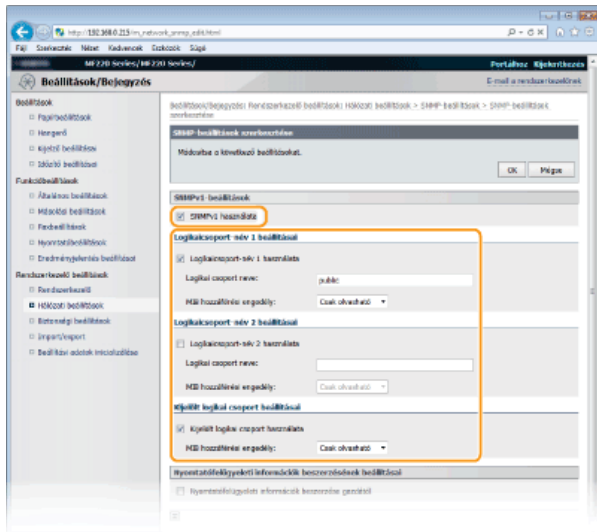 http://192.168.0.215/m_network_snmp_edit.html
Fájl Szerkesztés Nézet Kedvencek Eszközök Súgó
MF220 Series/MF220 Series/
Portálhoz Kijelentkezés
Beállítások/Bejegyzés
E-mail a rendszerkezelőnek
Beállítások
Papírbeállítások
Hangerő
Kijelző beállításai
Időzítő beállításai
Funkcióbeállítások
Általános beállítások
Másolási beállítások
Faxbeállítások
Nyomtatóbeállítások
Eredményjelentés beállításai
Rendszerkezelő beállítások
Rendszerkezelő
Hálózati beállítások
Biztonsági beállítások
Import/export
Beállítási adatok inicializálása
Beállítások/Bejegyzés: Rendszerkezelő beállítások: Hálózati beállítások > SNMP-beállítások > SNMP-beállítások
szerkesztése
SNMP-beállítások szerkesztése
Módosítsa a következő beállításokat.
OK Mégse
SNMPv1-beállítások
SNMPv1 használata
Logikaicsoport-név 1 beállításai
Logikaicsoport-név 1 használata
Logikai csoport neve: public
MIB hozzáférési engedély: Csak olvasható
Logikaicsoport-név 2 beállításai
Logikaicsoport-név 2 használata
Logikai csoport neve:
MIB hozzáférési engedély: Csak olvasható
Kijelölt logikai csoport beállításai
Kijelölt logikai csoport használata
MIB hozzáférési engedély: Csak olvasható
Nyomtatófelügyeleti információk beszerzésének beállításai
Nyomtatófelügyeleti információk beszerzése gazdától